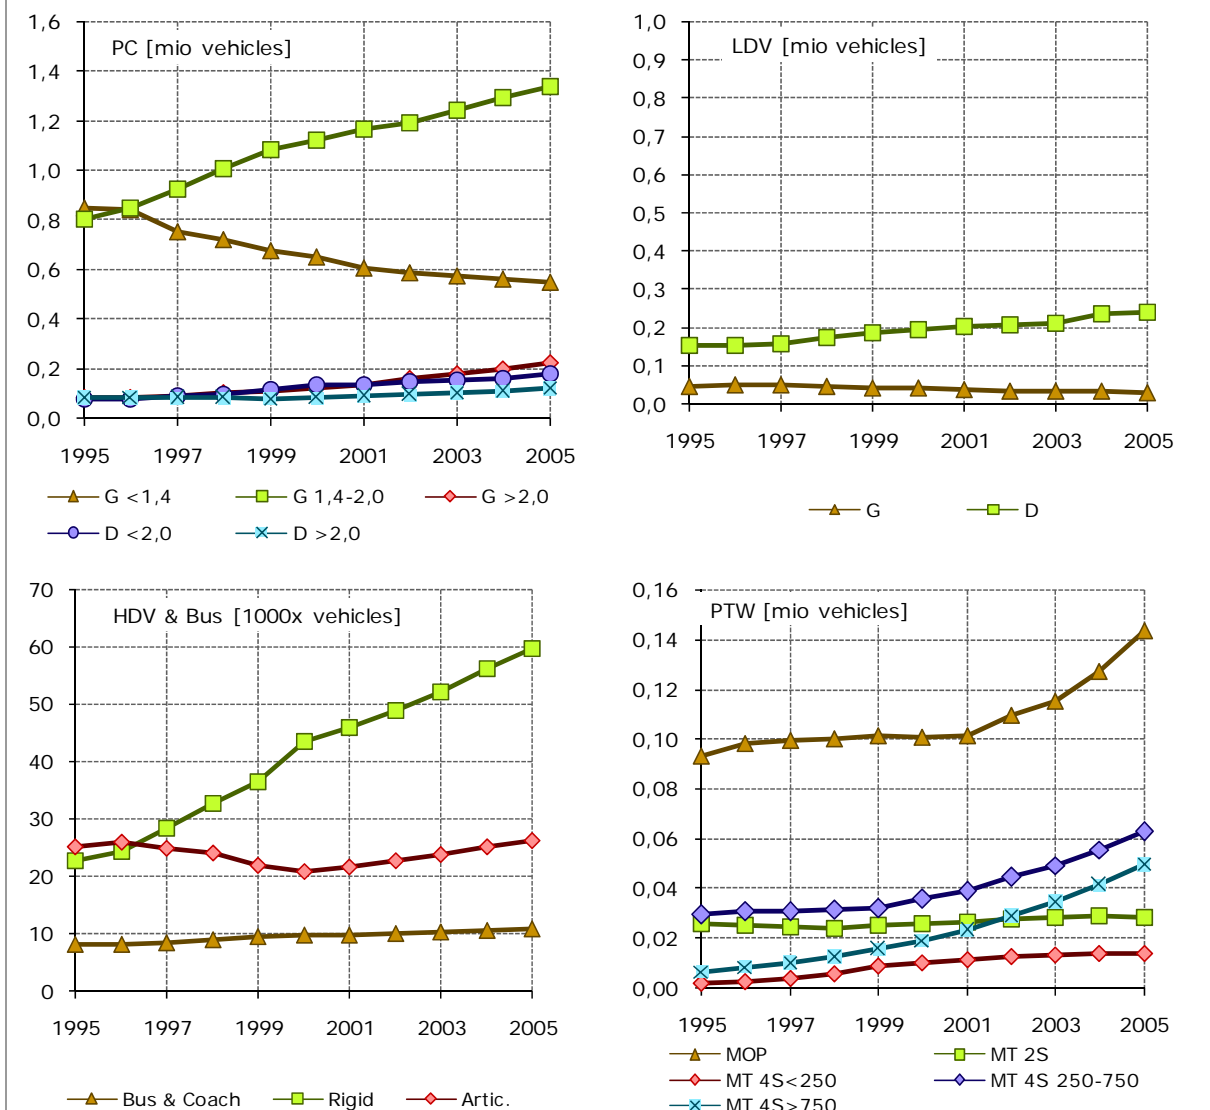 PC [mio vehicles]
1,6
1,4
1,2
1,0
0,8
0,6
0,4
0,2
0,0
1995 1997 1999 2001 2003 2005
G <1,4 G 1,4-2,0 G >2,0
D <2,0 D >2,0
LDV [mio vehicles]
1,0
0,9
0,8
0,7
0,6
0,5
0,4
0,3
0,2
0,1
0,0
1995 1997 1999 2001 2003 2005
G D
HDV & Bus [1000x vehicles]
70
60
50
40
30
20
10
0
1995 1997 1999 2001 2003 2005
Bus & Coach Rigid Artic.
PTW [mio vehicles]
0,16
0,14
0,12
0,10
0,08
0,06
0,04
0,02
0,00
1995 1997 1999 2001 2003 2005
MOP MT 2S
MT 4S<250 MT 4S 250-750
MT 4S>750